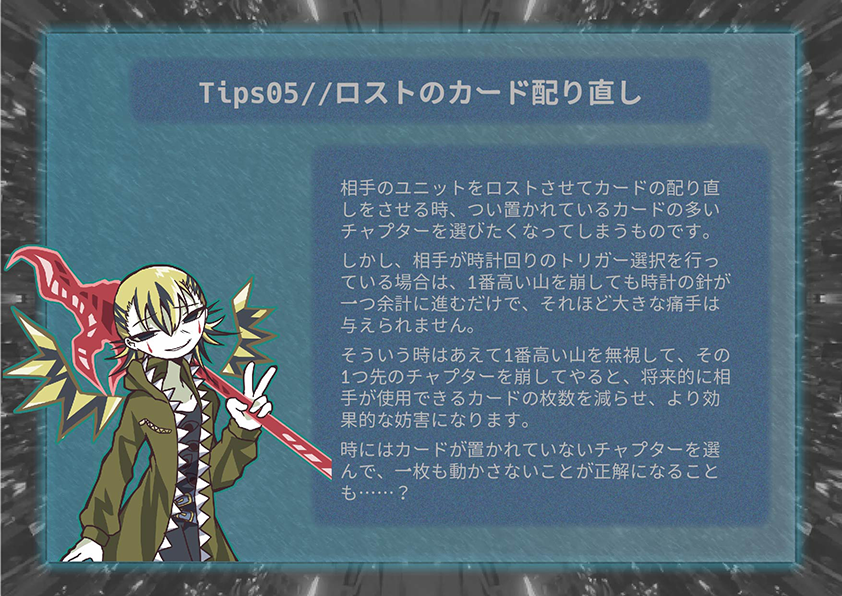 Tips05//ロストのカード配り直し
相手のユニットをロストさせてカードの配り直
しをさせる時、つい置かれているカードの多い
チャプターを選びたくなってしまうものです。
しかし、相手が時計回りのトリガー選択を行っ
ている場合は、1番高い山を崩しても時計の針が
一つ余計に進むだけで、それほど大きな痛手は
与えられません。
そういう時はあえて1番高い山を無視して、その
1つ先のチャプターを崩してやると、将来的に相
手が使用できるカードの枚数を減らせ、より効
果的な妨害になります。
時にはカードが置かれていないチャプターを選
んで、一枚も動かさないことが正解になること
も……？